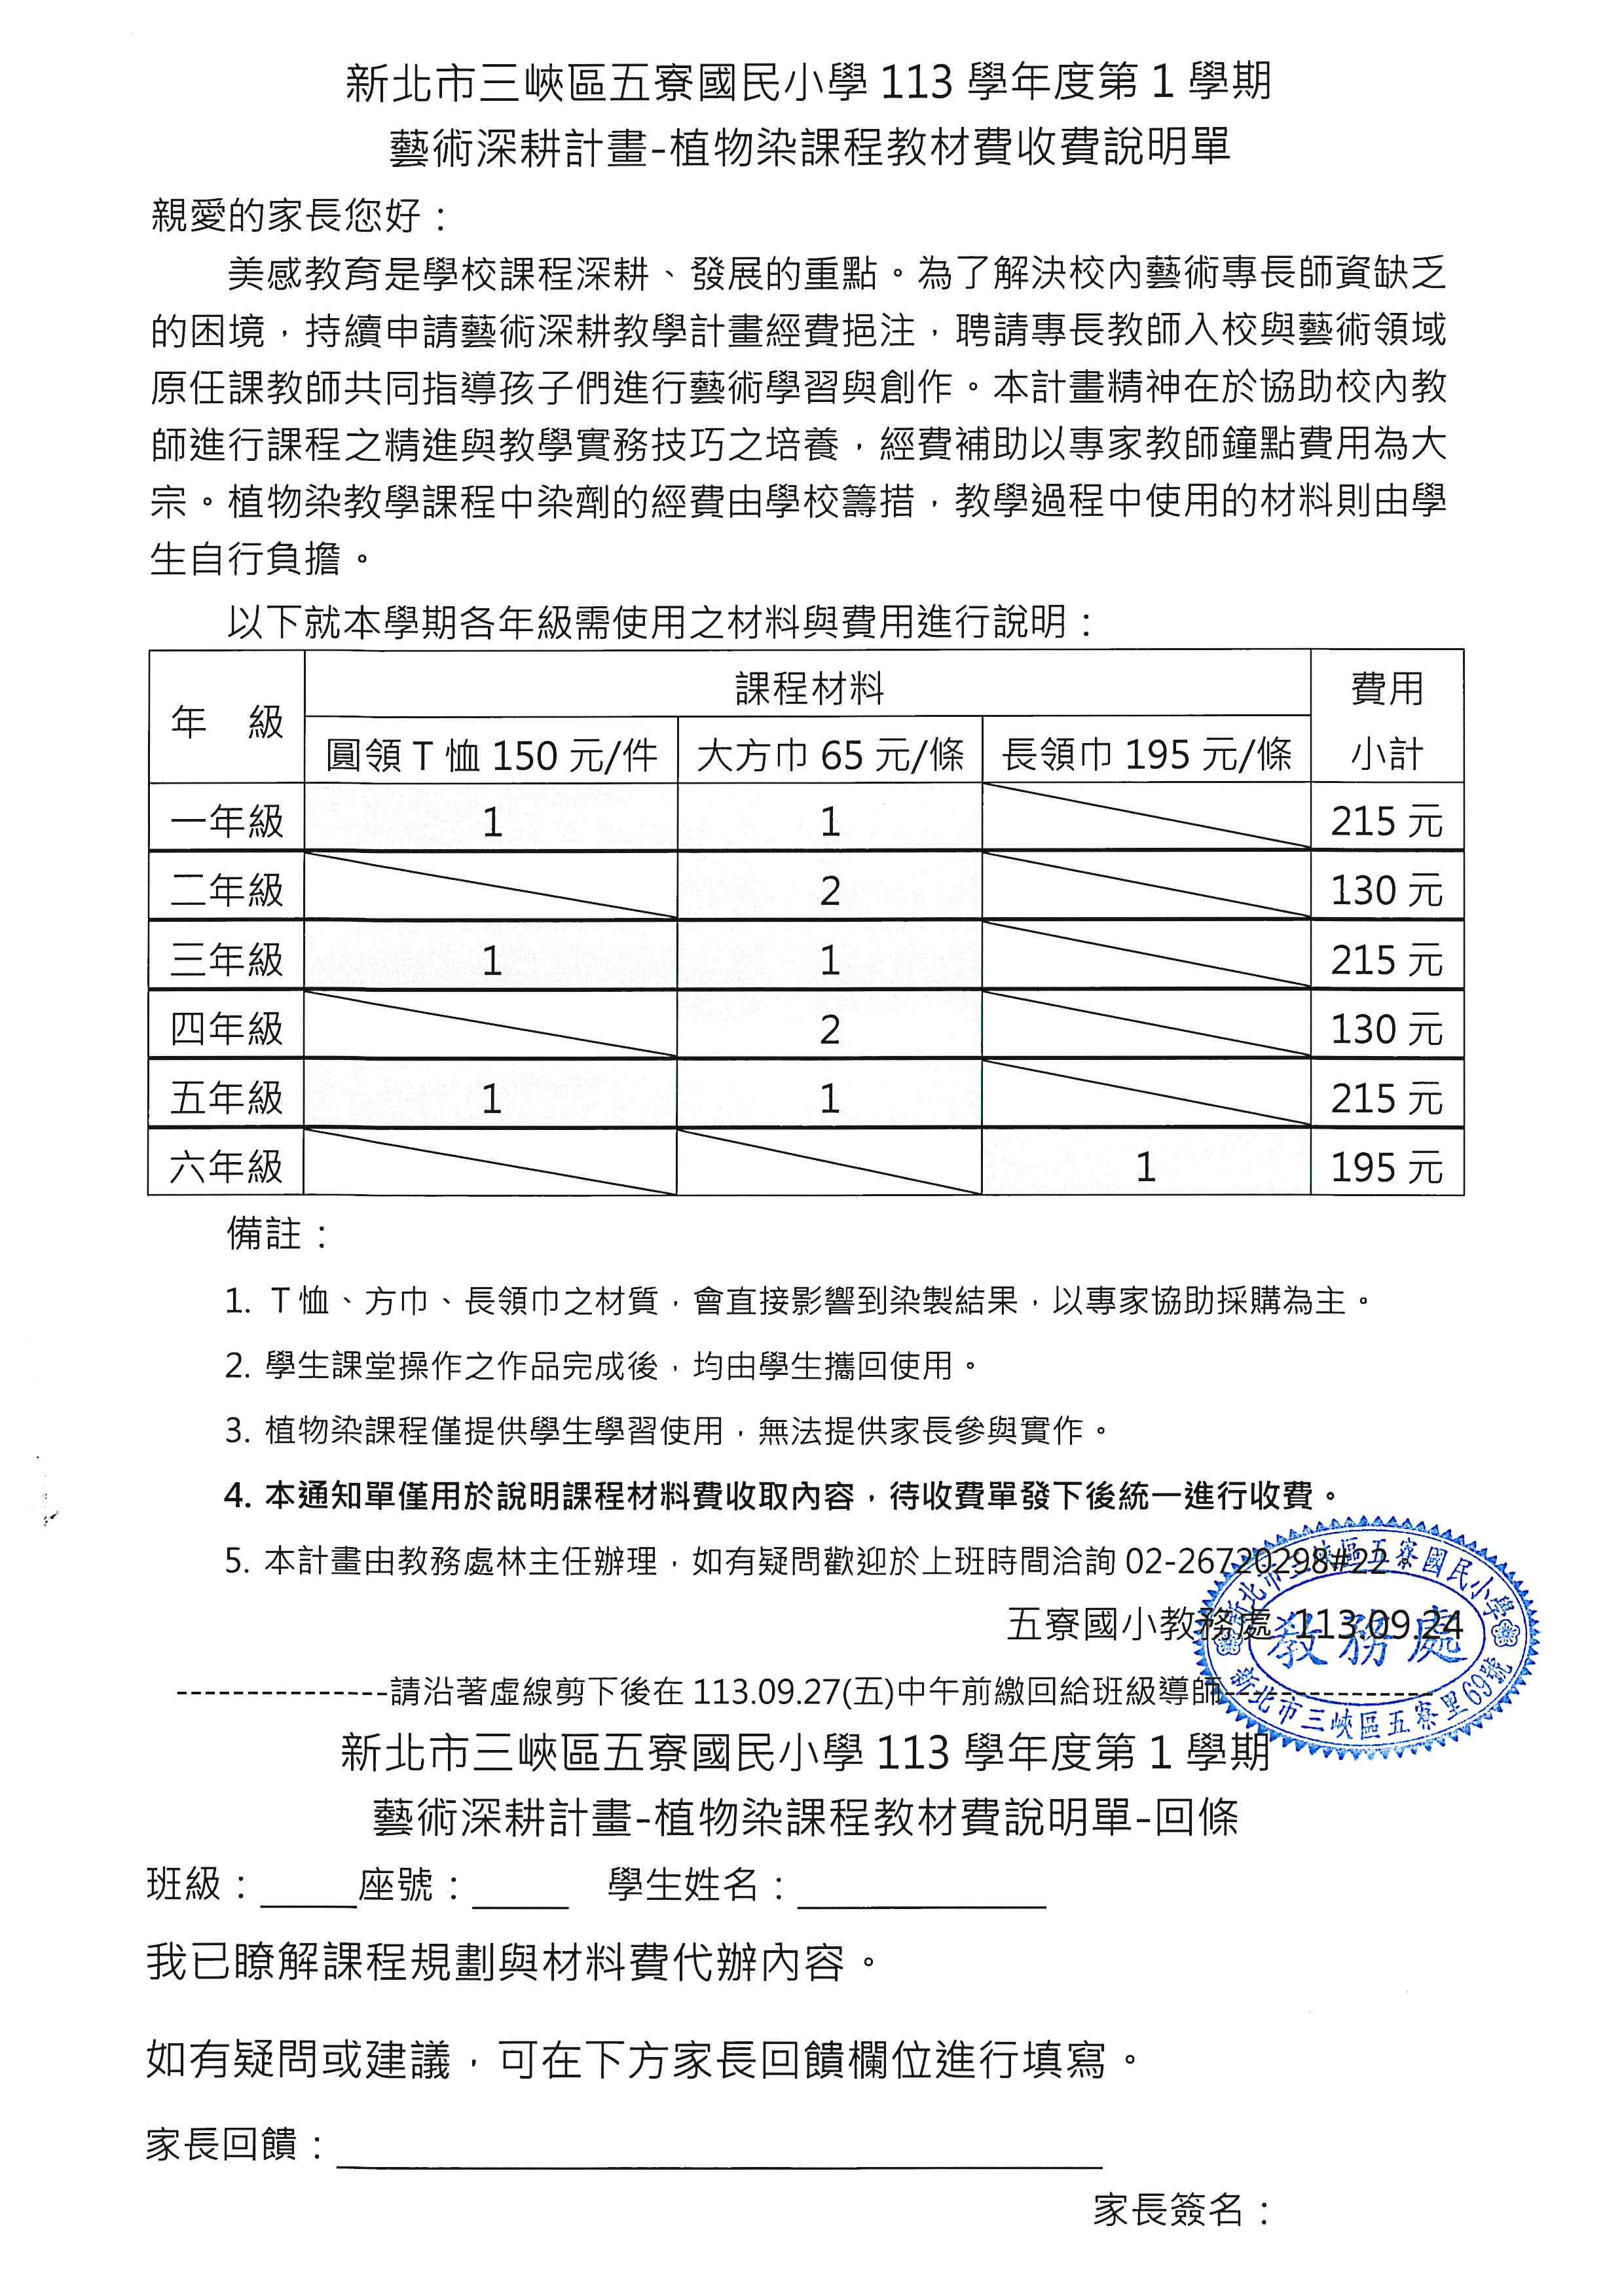 新北市三峽區五寮國民小學 113 學年度第 1 學期
藝術深耕計畫-植物染課程教材費收費說明單
親愛的家長您好：
美感教育是學校課程深耕、發展的重點。為了解決校內藝術專長師資缺乏
的困境，持續申請藝術深耕教學計畫經費挹注，聘請專長教師入校與藝術領域
原任課教師共同指導孩子們進行藝術學習與創作。本計畫精神在於協助校內教
師進行課程之精進與教學實務技巧之培養，經費補助以專家教師鐘點費用為大
宗。植物染教學課程中染劑的經費由學校籌措，教學過程中使用的材料則由學
生自行負擔。
以下就本學期各年級需使用之材料與費用進行說明：
年 級 課程材料 費用小計
圓領 T 恤 150 元/件 大方巾 65 元/條 長領巾 195 元/條
一年級 1 1 215 元
二年級 2 130 元
三年級 1 1 215 元
四年級 2 130 元
五年級 1 1 215 元
六年級 1 195 元
備註：
1. T 恤、方巾、長領巾之材質，會直接影響到染製結果，以專家協助採購為主。
2. 學生課堂操作之作品完成後，均由學生攜回使用。
3. 植物染課程僅提供學生學習使用，無法提供家長參與實作。
4. 本通知單僅用於說明課程材料費收取內容，待收費單發下後統一進行收費。
5. 本計畫由教務處林主任辦理，如有疑問歡迎於上班時間洽詢 02-26720298#22。
五寮國小教務處 113.09.24
新北市三峽區五寮國民小學
教務處
新北市三峽區五寮里69號
---------------請沿著虛線剪下後在 113.09.27(五)中午前繳回給班級導師---------------
新北市三峽區五寮國民小學 113 學年度第 1 學期
藝術深耕計畫-植物染課程教材費說明單-回條
班級：_____座號：_____ 學生姓名：_____________
我已瞭解課程規劃與材料費代辦內容。
如有疑問或建議，可在下方家長回饋欄位進行填寫。
家長回饋：________________________________________
家長簽名：